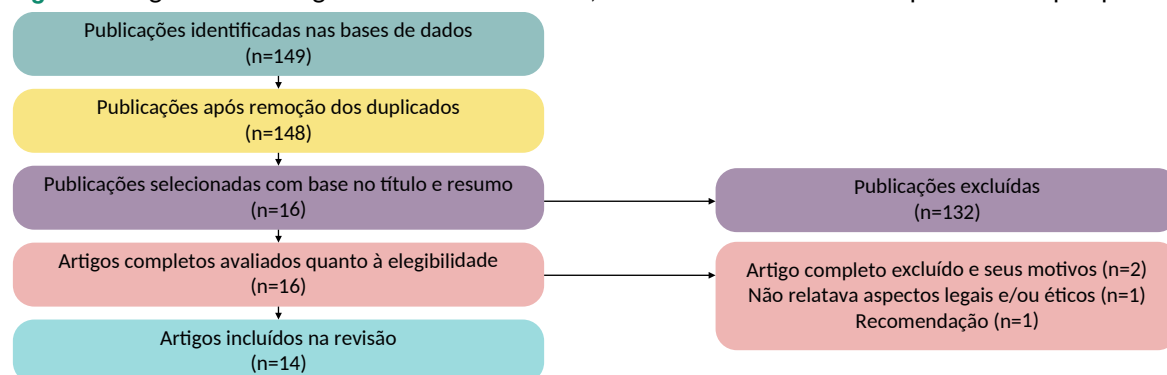 Publicações identificadas nas bases de dados
(n=149)
Publicações após remoção dos duplicados
(n=148)
Publicações selecionadas com base no título e resumo
(n=16)
Publicações excluídas
(n=132)
Artigos completos avaliados quanto à elegibilidade
(n=16)
Artigo completo excluído e seus motivos (n=2)
Não relatava aspectos legais e/ou éticos (n=1)
Recomendação (n=1)
Artigos incluídos na revisão
(n=14)